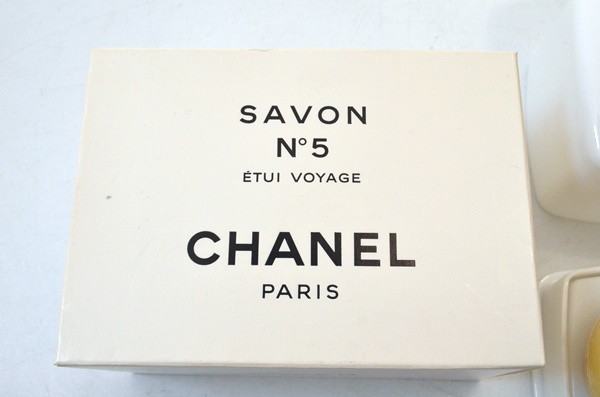 SAVON
N°5
ÉTUI VOYAGE
CHANEL
PARIS